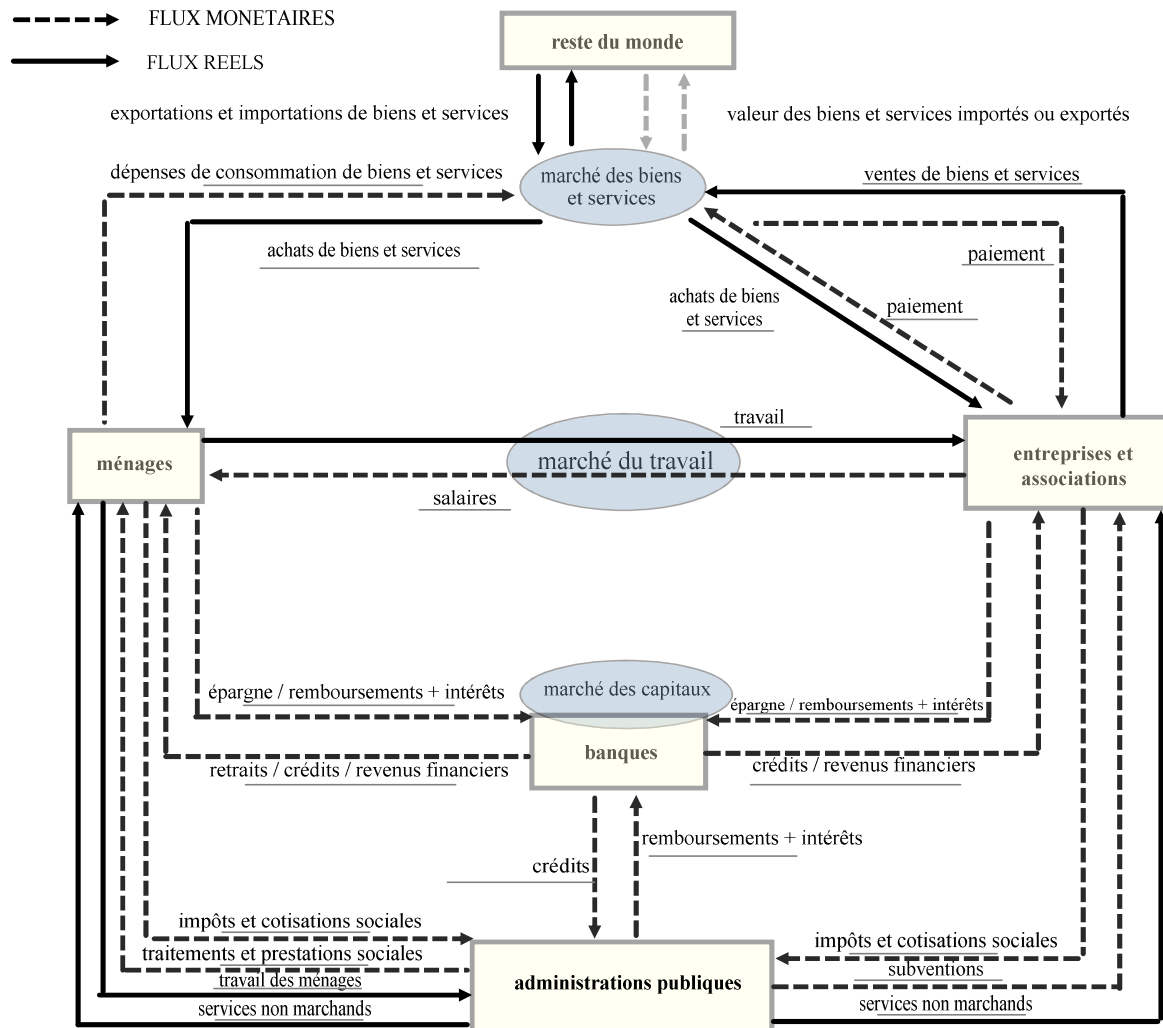 FLUX MONETAIRES
FLUX REELS
reste du monde
exportations et importations de biens et services
valeur des biens et services importés ou exportés
dépenses de consommation de biens et services
marché des biens
et services
ventes de biens et services
achats de biens et services
paiement
achats de biens
et services
paiement
travail
ménages
marché du travail
entreprises et
associations
salaires
épargne / remboursements + intérêts
marché des capitaux
épargne / remboursements + intérêts
banques
retraits / crédits / revenus financiers
crédits / revenus financiers
remboursements + intérêts
crédits
impôts et cotisations sociales
impôts et cotisations sociales
traitements et prestations sociales
subventions
travail des ménages
administrations publiques
services non marchands
services non marchands